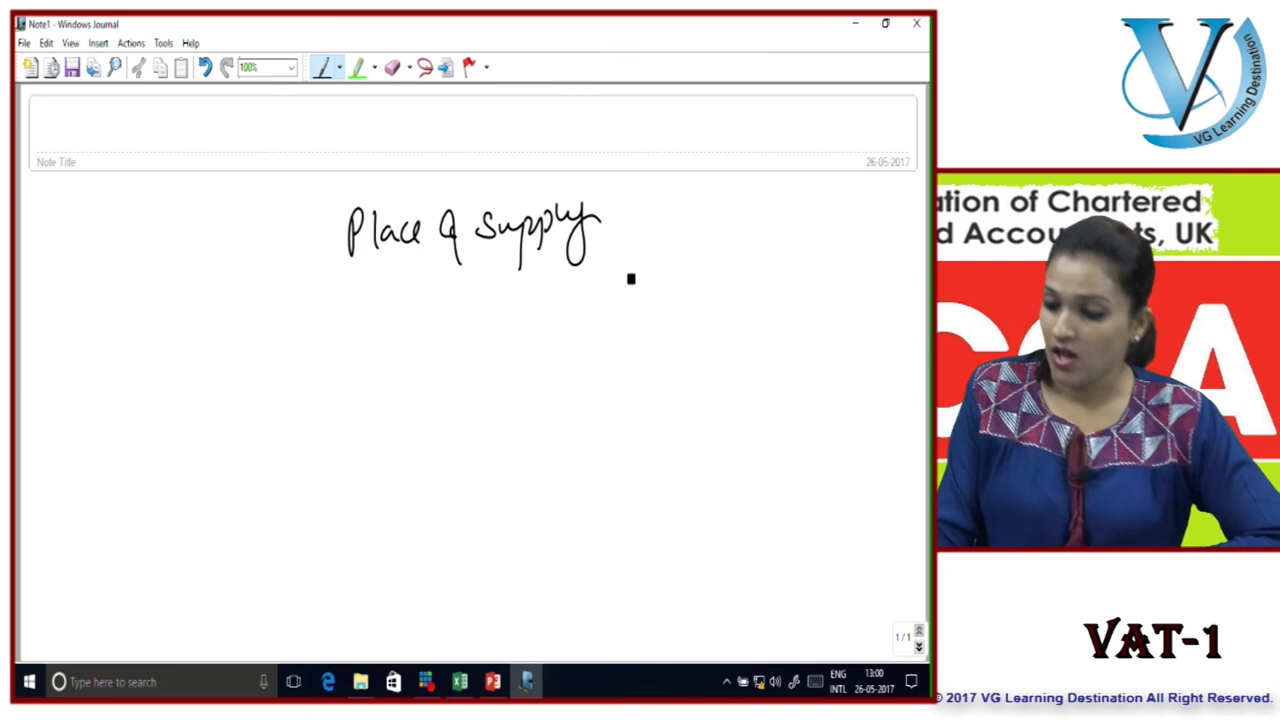 Note1 - Windows Journal
File Edit View Insert Actions Tools Help
100%
Note Title
26-05-2017
Place of Supply
1 / 1
Type here to search
ENG
INTL
13:00
26-05-2017
V
VG Learning Destination
ation of Chartered
d Accou ts, UK
CCA
VAT-1
© 2017 VG Learning Destination All Right Reserved.